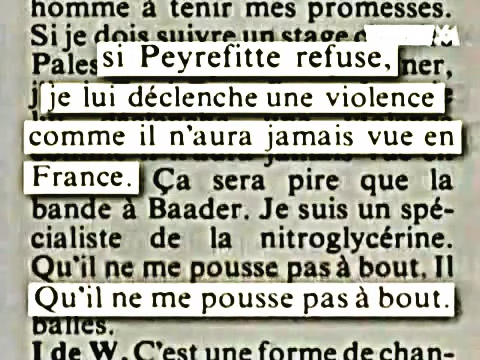 homme à tenir mes promesses.
Si je dois suivre un stage
Pales
si Peyrefitte refuse,
ner,
je lui déclenche une violence
comme il n'aura jamais vue en
France. Ça sera pire que la
bande à Baader. Je suis un spé-
cialiste de la nitroglycérine.
Qu'il ne me pousse pas à bout. Il
Qu'il ne me pousse pas à bout.
balles.
J de W. C'est une forme de chan-